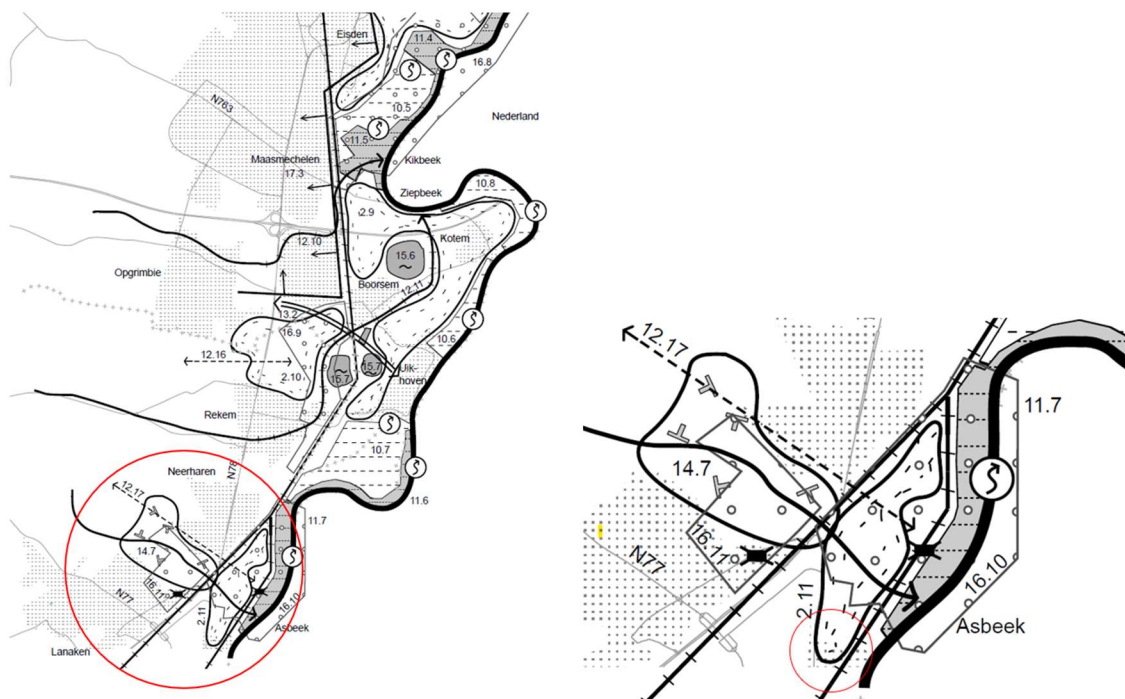 Eisden
11.4
16.8
N763
10.5
Nederland
11.5
Maasmechelen
17.3
Kikbeek
Ziepbeek
10.8
2.9
12.10
Kotem
15.6
Opgrimbie
Boorsem
12.11
13.2
16.9
10.6
12.16
2.10
15.7
15.7
Uik-
hoven
Rekem
10.7
Neerharen
N78
12.17
11.6
11.7
14.7
16.11
N77
2.11
16.10
Asbeek
Lanaken
12.17
11.7
14.7
16.11
N77
2.11
16.10
Asbeek